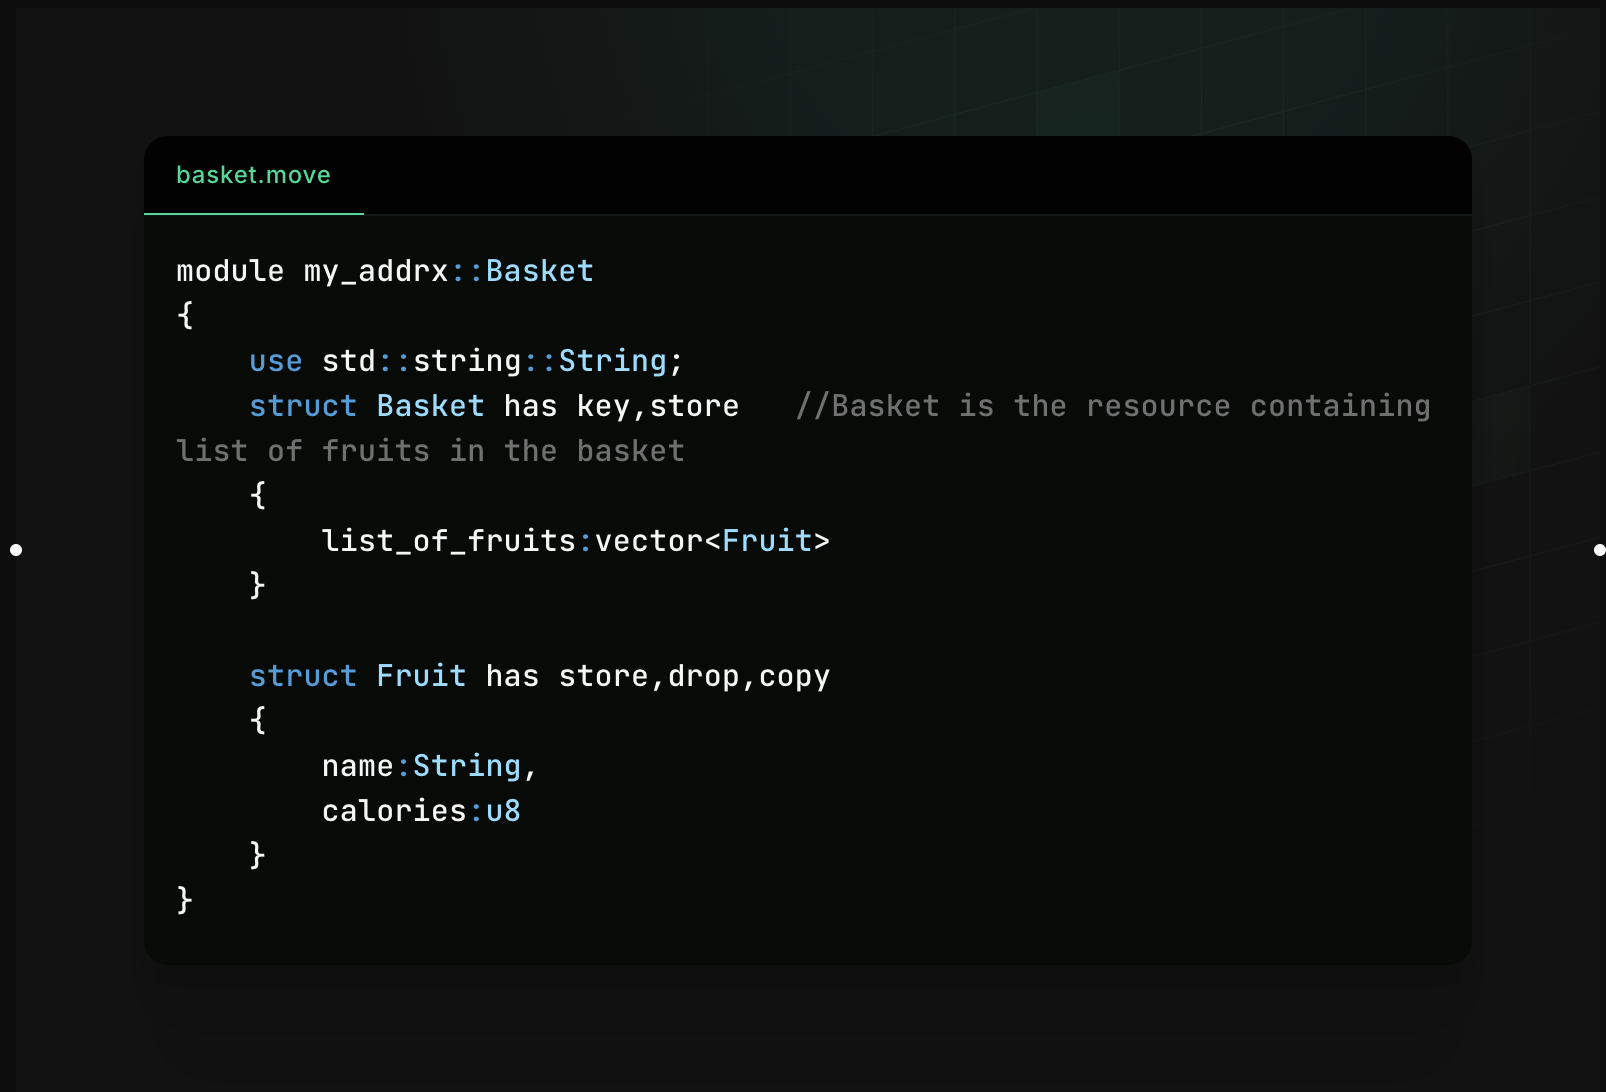 basket.move
module my_addrx::Basket
{
    use std::string::String;
    struct Basket has key,store   //Basket is the resource containing
list of fruits in the basket
    {
        list_of_fruits:vector<Fruit>
    }

    struct Fruit has store,drop,copy
    {
        name:String,
        calories:u8
    }
}